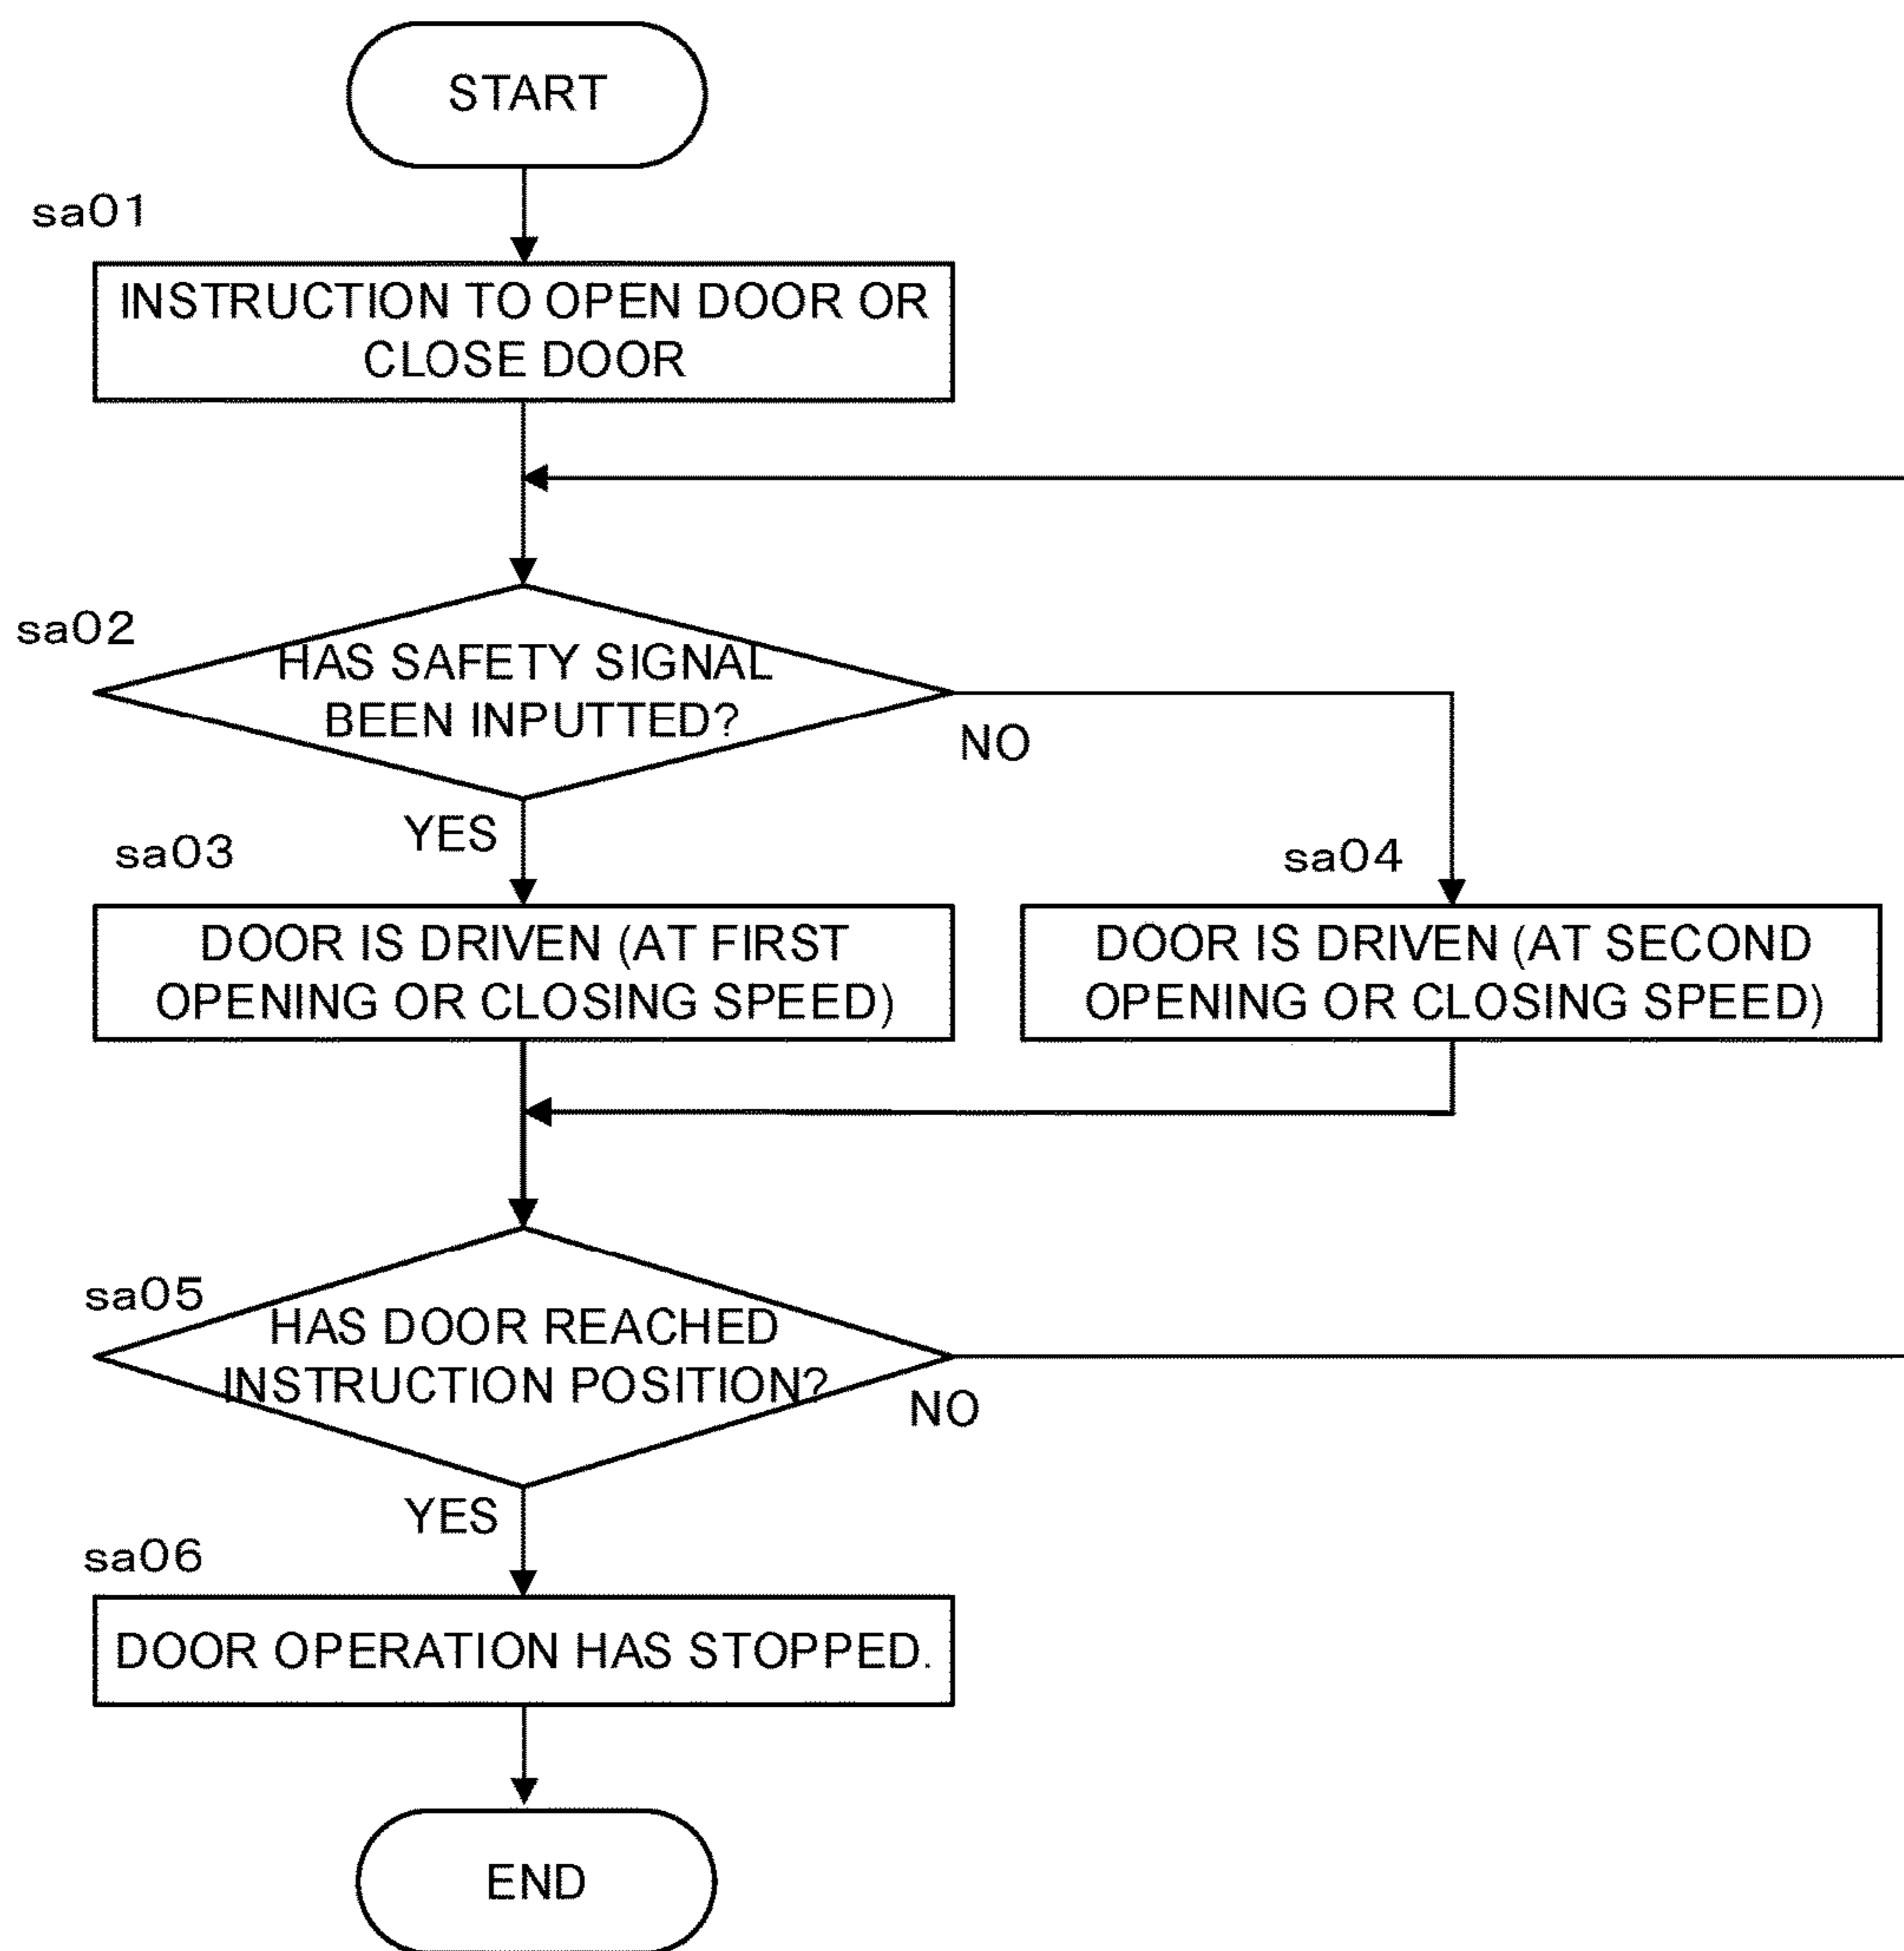 START
sa01
INSTRUCTION TO OPEN DOOR OR
CLOSE DOOR
sa02
HAS SAFETY SIGNAL
BEEN INPUTTED?
NO
YES
sa03
DOOR IS DRIVEN (AT FIRST
OPENING OR CLOSING SPEED)
sa04
DOOR IS DRIVEN (AT SECOND
OPENING OR CLOSING SPEED)
sa05
HAS DOOR REACHED
INSTRUCTION POSITION?
NO
YES
sa06
DOOR OPERATION HAS STOPPED.
END